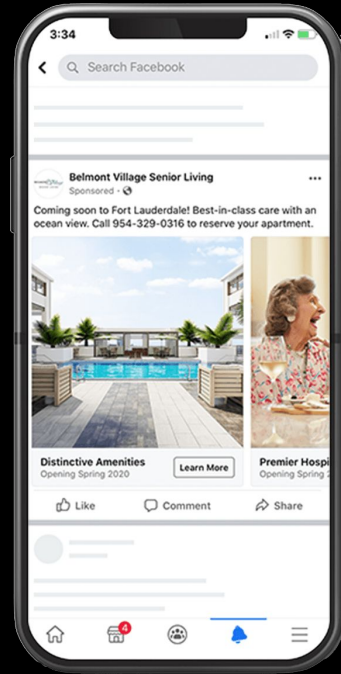 3:34
Search Facebook
Belmont Village Senior Living
Sponsored ·
Coming soon to Fort Lauderdale! Best-in-class care with an
ocean view. Call 954-329-0316 to reserve your apartment.
Distinctive Amenities
Opening Spring 2020
Learn More
Premier Hospi
Opening Spring 2
Like
Comment
Share
4